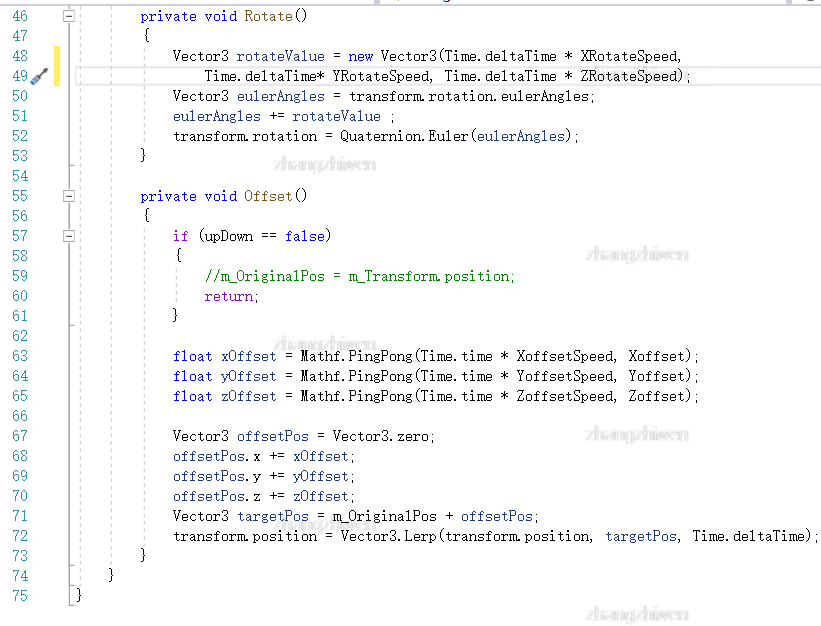 46 private void Rotate()
47 {
48 Vector3 rotateValue = new Vector3(Time.deltaTime * XRotateSpeed,
49 Time.deltaTime* YRotateSpeed, Time.deltaTime * ZRotateSpeed);
50 Vector3 eulerAngles = transform.rotation.eulerAngles;
51 eulerAngles += rotateValue ;
52 transform.rotation = Quaternion.Euler(eulerAngles);
53 }
zhangzhiwen
54
55 private void Offset()
56 {
57 if (upDown == false)
58 {
zhangzhiwen
59 //m_OriginalPos = m_Transform.position;
60 return;
61 }
62
zhangzhiwen
63 float xOffset = Mathf.PingPong(Time.time * XoffsetSpeed, Xoffset);
64 float yOffset = Mathf.PingPong(Time.time * YoffsetSpeed, Yoffset);
65 float zOffset = Mathf.PingPong(Time.time * ZoffsetSpeed, Zoffset);
66
67 Vector3 offsetPos = Vector3.zero;
zhangzhiwen
68 offsetPos.x += xOffset;
69 offsetPos.y += yOffset;
70 offsetPos.z += zOffset;
71 Vector3 targetPos = m_OriginalPos + offsetPos;
zhangzhiwen
72 transform.position = Vector3.Lerp(transform.position, targetPos, Time.deltaTime);
73 }
74 }
75 }
zhangzhiwen